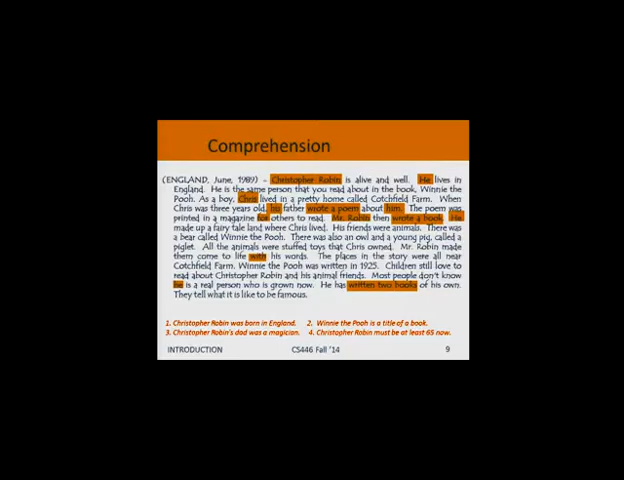 Comprehension
(ENGLAND, June, 1989) - Christopher Robin is alive and well. He lives in
England. He is the same person that you read about in the book, Winnie the
Pooh. As a boy, Chris lived in a pretty home called Cotchfield Farm. When
Chris was three years old, his father wrote a poem about him. The poem was
printed in a magazine for others to read. Mr. Robin then wrote a book. He
made up a fairy tale land where Chris lived. His friends were animals. There was
a bear called Winnie the Pooh. There was also an owl and a young pig, called a
piglet. All the animals were stuffed toys that Chris owned. Mr. Robin made
them come to life with his words. The places in the story were all near
Cotchfield Farm. Winnie the Pooh was written in 1925. Children still love to
read about Christopher Robin and his animal friends. Most people don't know
he is a real person who is grown now. He has written two books of his own.
They tell what it is like to be famous.
1. Christopher Robin was born in England. 2. Winnie the Pooh is a title of a book.
3. Christopher Robin's dad was a magician. 4. Christopher Robin must be at least 65 now.
INTRODUCTION CS446 Fall '14 9